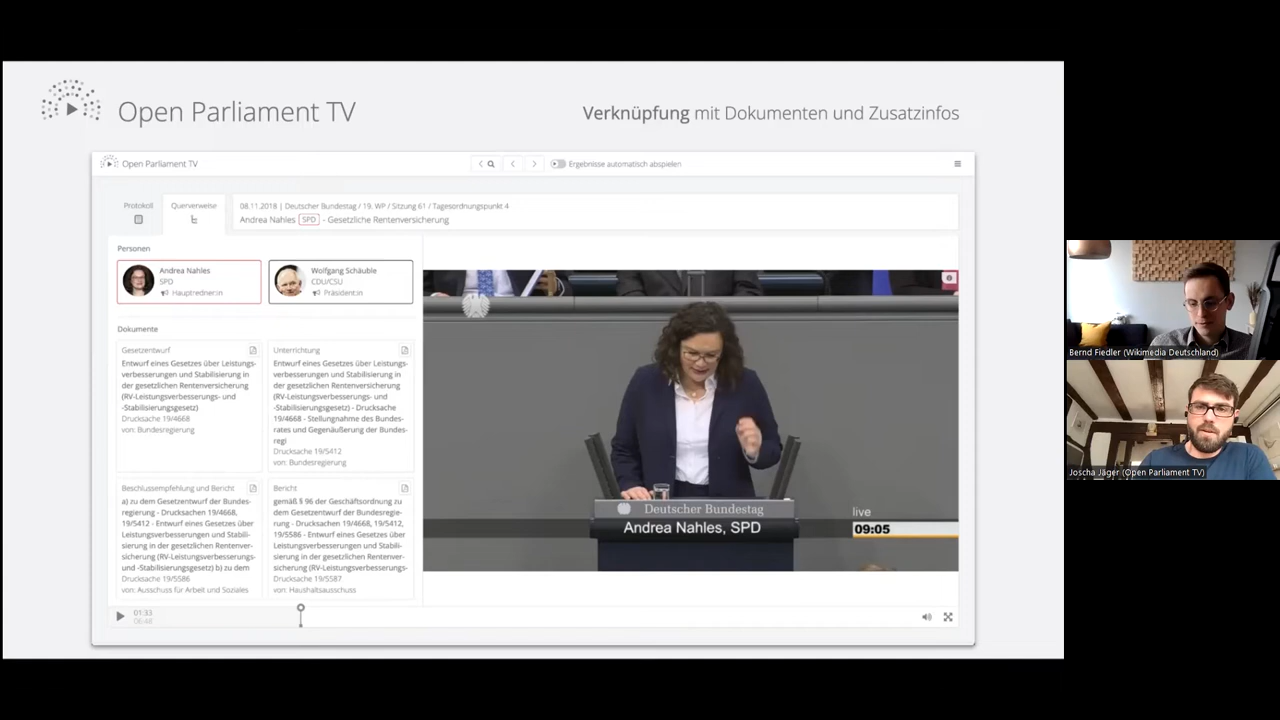 Open Parliament TV
Verknüpfung mit Dokumenten und Zusatzinfos
Open Parliament TV
Ergebnisse automatisch abspielen
Protokoll
Querverweise
08.11.2018 | Deutscher Bundestag / 19. WP / Sitzung 61 / Tagesordnungspunkt 4
Andrea Nahles SPD - Gesetzliche Rentenversicherung
Personen
Andrea Nahles
SPD
Hauptredner:in
Wolfgang Schäuble
CDU/CSU
Präsident:in
Dokumente
Gesetzentwurf
Entwurf eines Gesetzes über Leistungs-
verbesserungen und Stabilisierung in
der gesetzlichen Rentenversicherung
(RV-Leistungsverbesserungs- und
-Stabilisierungsgesetz)
Drucksache 19/4668
von: Bundesregierung
Unterrichtung
Entwurf eines Gesetzes über Leistungs-
verbesserungen und Stabilisierung in
der gesetzlichen Rentenversicherung
(RV-Leistungsverbesserungs- und
-Stabilisierungsgesetz) - Drucksache
19/4668 - Stellungnahme des Bundes-
rates und Gegenäußerung der Bundes-
regi
Drucksache 19/5412
von: Bundesregierung
Beschlussempfehlung und Bericht
a) zu dem Gesetzentwurf der Bundes-
regierung - Drucksachen 19/4668,
19/5412 - Entwurf eines Gesetzes über
Leistungsverbesserungen und Stabili-
sierung in der gesetzlichen Rentenver-
sicherung (RV-Leistungsverbesserungs-
und -Stabilisierungsgesetz) b) zu dem
Drucksache 19/5586
von: Ausschuss für Arbeit und Soziales
Bericht
gemäß § 96 der Geschäftsordnung zu
dem Gesetzentwurf der Bundesregie-
rung - Drucksachen 19/4668, 19/5412,
19/5586 - Entwurf eines Gesetzes über
Leistungsverbesserungen und Stabili-
sierung in der gesetzlichen Rentenver-
sicherung (RV-Leistungsverbesserungs-
Drucksache 19/5587
von: Haushaltsausschuss
Deutscher Bundestag
Andrea Nahles, SPD
live
09:05
01:33
06:48
Bernd Fiedler (Wikimedia Deutschland)
Joscha Jäger (Open Parliament TV)